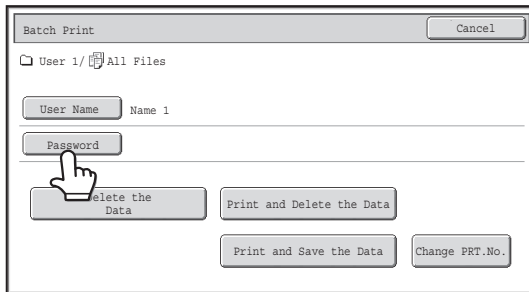 Batch Print
Cancel
User 1/ All Files
User Name
Name 1
Password
elete the
Data
Print and Delete the Data
Print and Save the Data
Change PRT.No.